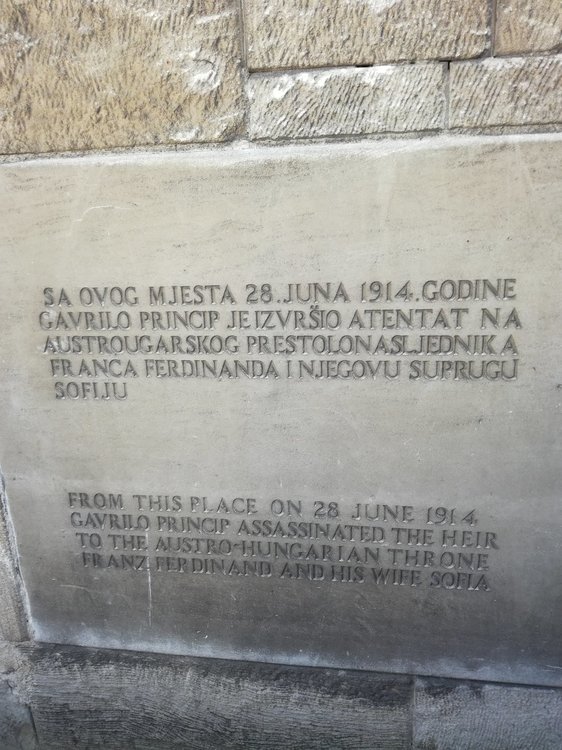 SA OVOG MJESTA 28. JUNA 1914. GODINE
GAVRILO PRINCIP JE IZVRŠIO ATENTAT NA
AUSTROUGARSKOG PRESTOLONASLJEDNIKA
FRANCA FERDINANDA I NJEGOVU SUPRUGU
SOFIJU
FROM THIS PLACE ON 28 JUNE 1914,
GAVRILO PRINCIP ASSASSINATED THE HEIR
TO THE AUSTRO-HUNGARIAN THRONE
FRANZ FERDINAND AND HIS WIFE SOFIA